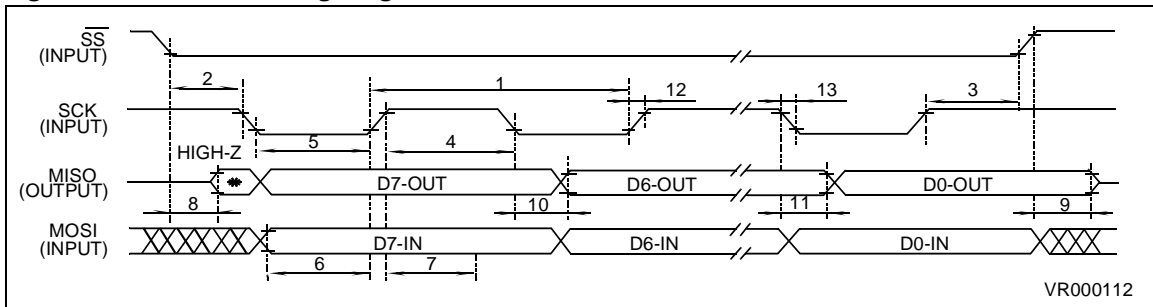 SS
(INPUT)
2
1
12
13
3
SCK
(INPUT)
5
4
HIGH-Z
MISO
(OUTPUT)
D7-OUT
D6-OUT
D0-OUT
8
10
11
9
MOSI
(INPUT)
D7-IN
D6-IN
D0-IN
6
7
VR000112